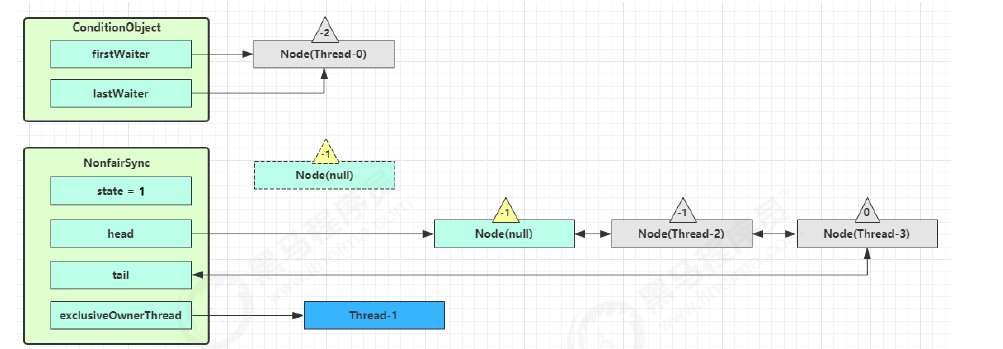 ConditionObject
-2
firstWaiter
Node(Thread-0)
lastWaiter
NonfairSync
-1
Node(null)
state = 1
-1
-1
0
head
Node(null)
Node(Thread-2)
Node(Thread-3)
tail
exclusiveOwnerThread
Thread-1
黑马程序员
www.itheima.com
黑马程序员
www.itheima.com